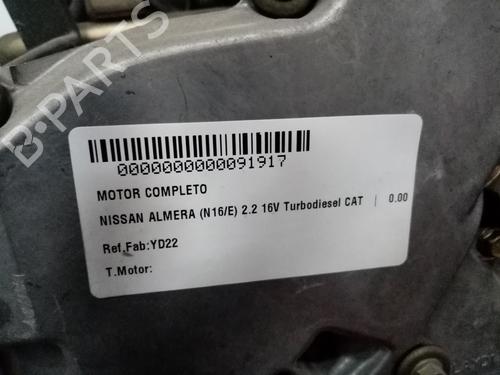 B-PARTS
0000000000091917
MOTOR COMPLETO
NISSAN ALMERA (N16/E) 2.2 16V Turbodiesel CAT | 0.00
Ref.Fab:YD22
T.Motor: